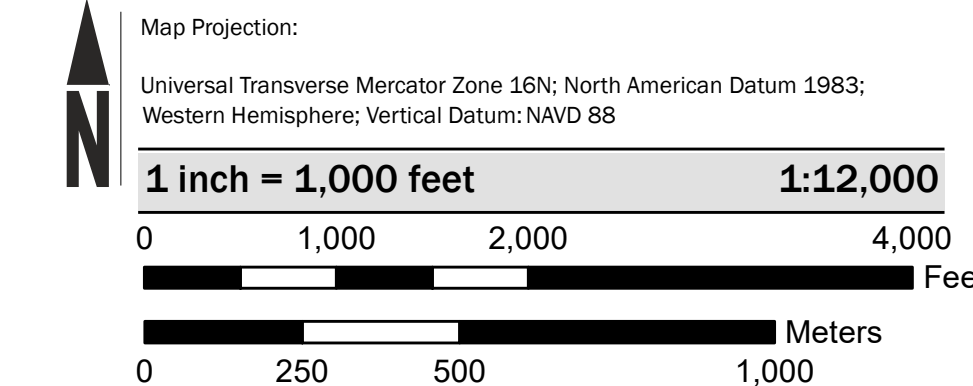 N
Map Projection:
Universal Transverse Mercator Zone 16N; North American Datum 1983;
Western Hemisphere; Vertical Datum: NAVD 88
1 inch = 1,000 feet 1:12,000
0 1,000 2,000 4,000
Fee
Meters
0 250 500 1,000